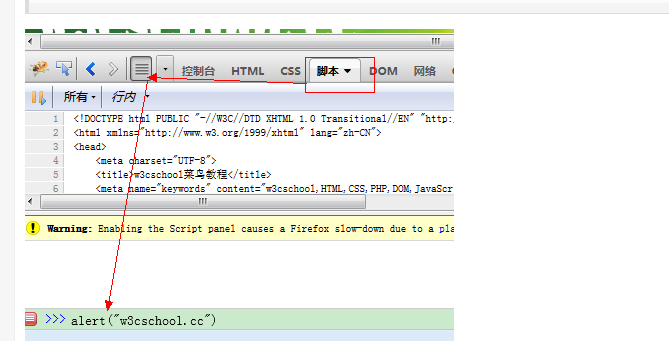 控制台 HTML CSS 脚本 DOM 网络
所有 行内
1 <!DOCTYPE html PUBLIC "-//W3C//DTD XHTML 1.0 Transitional//EN" "http:/
2 <html xmlns="http://www.w3.org/1999/xhtml" lang="zh-CN">
3 <head>
4 <meta charset="UTF-8">
5 <title>w3cschool菜鸟教程</title>
6 <meta name="keywords" content="w3cschool,HTML,CSS,PHP,DOM,JavaScr
Warning: Enabling the Script panel causes a Firefox slow-down due to a pla
>>> alert("w3cschool.cc")